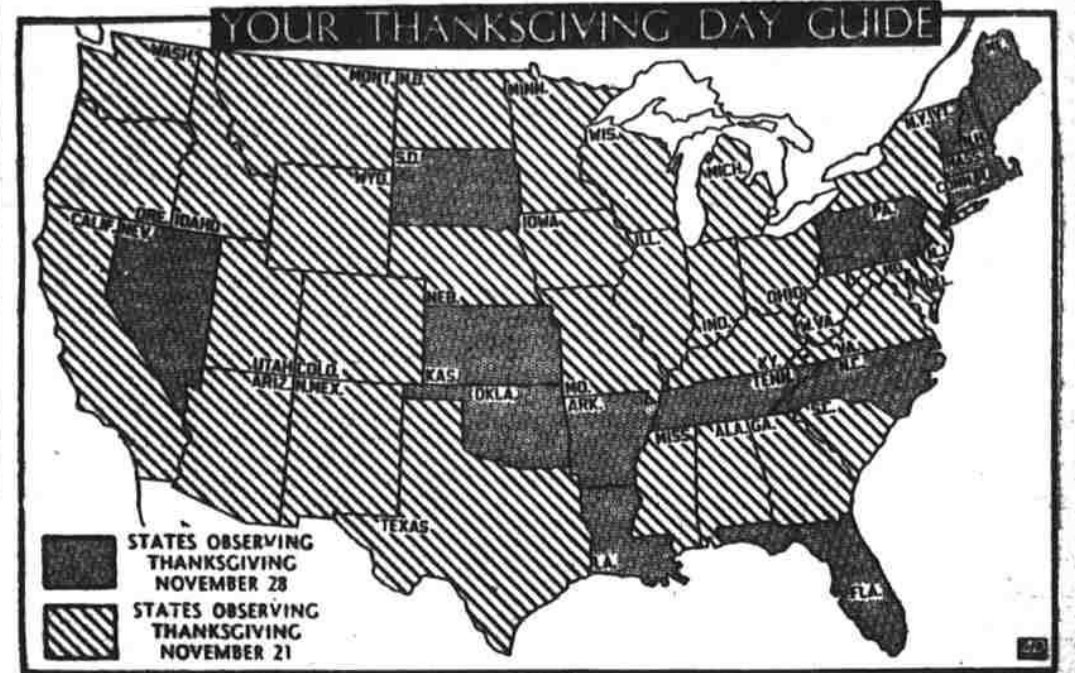 YOUR THANKSGIVING DAY GUIDE
WASH.
MONT. N.D.
MINN.
ME.
N.Y. VT.
N.H.
MASS.
CONN. R.I.
WIS.
MICH.
S.D.
WYO.
IOWA.
PA.
ORE. IDAHO
CALIF. NEV.
ILL.
N.J.
OHIO.
NEB.
IND.
W.VA.
VA.
UTAH COLO.
KAS.
MO.
KY.
TENN.
N.C.
ARIZ. N.MEX.
OKLA.
ARK.
S.C.
MISS.
ALA. GA.
TEXAS.
LA.
FLA.
STATES OBSERVING
THANKSGIVING
NOVEMBER 28
STATES OBSERVING
THANKSGIVING
NOVEMBER 21